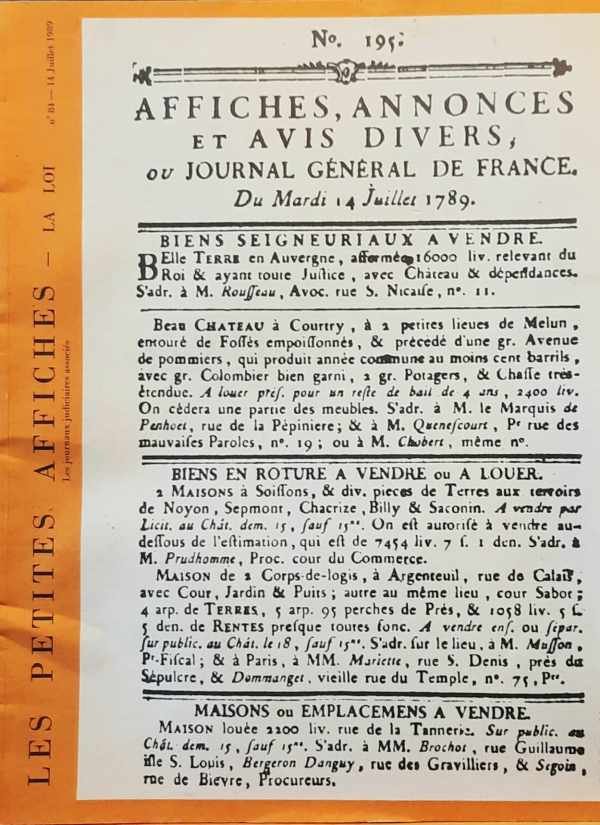 LES PETITES AFFICHES — LA LOI
Les journaux judiciaires associés
n° 84 — 14 Juillet 1989
No. 195.
AFFICHES, ANNONCES
ET AVIS DIVERS,
OU JOURNAL GÉNÉRAL DE FRANCE.
Du Mardi 14 Juillet 1789.
BIENS SEIGNEURIAUX A VENDRE.
BElle TERRE en Auvergne, affermée 16000 liv. relevant du
Roi & ayant toute Juſtice, avec Château & dépendances.
S'adr. à M. Rouſſeau, Avoc. rue S. Nicaiſe, n°. 11.
Beau CHATEAU à Courtry, à 2 petites lieues de Melun,
entouré de Foſſés empoiſſonnés, & précédé d'une gr. Avenue
de pommiers, qui produit année commune au moins cent barrils,
avec gr. Colombier bien garni, 2 gr. Potagers, & Chaſſe très-
étendue. A louer préſ. pour un reſte de bail de 4 ans, 2400 liv.
On cédera une partie des meubles. S'adr. à M. le Marquis de
Penhoet, rue de la Pépiniere; & à M. Queneſcourt, Pr rue des
mauvaiſes Paroles, n°. 19; ou à M. Chobert, même n°.
BIENS EN ROTURE A VENDRE ou A LOUER.
2 MAISONS à Soiſſons, & div. pieces de Terres aux terroirs
de Noyon, Sepmont, Chacrize, Billy & Saconin. A vendre par
Licit. au Chât. dem. 15, ſauf 15ne. On eſt autoriſé à vendre au-
deſſous de l'eſtimation, qui eſt de 7454 liv. 7 ſ. 1 den. S'adr. à
M. Prudhomme, Proc. cour du Commerce.
MAISON de 2 Corps-de-logis, à Argenteuil, rue de Calais,
avec Cour, Jardin & Puits; autre au même lieu, cour Sabot;
4 arp. de TERRES, 5 arp. 95 perches de Prés, & 1058 liv. 5 ſ.
5 den. de RENTES preſque toutes fonc. A vendre enſ. ou ſépar.
ſur public. au Chât. le 18, ſauf 15ne. S'adr. ſur le lieu, à M. Muſſon,
Pr-Fiſcal; & à Paris, à MM. Mariette, rue S. Denis, près du
Sépulcre, & Dommanget, vieille rue du Temple, n°. 75, Prs.
MAISONS ou EMPLACEMENS A VENDRE.
MAISON louée 2200 liv. rue de la Tannerie. Sur public. au
Chât. dem. 15, ſauf 15ne. S'adr. à MM. Brochot, rue Guillaume
iſle S. Louis, Bergeron Danguy, rue des Gravilliers, & Segoin,
rue de Bievre, Procureurs.